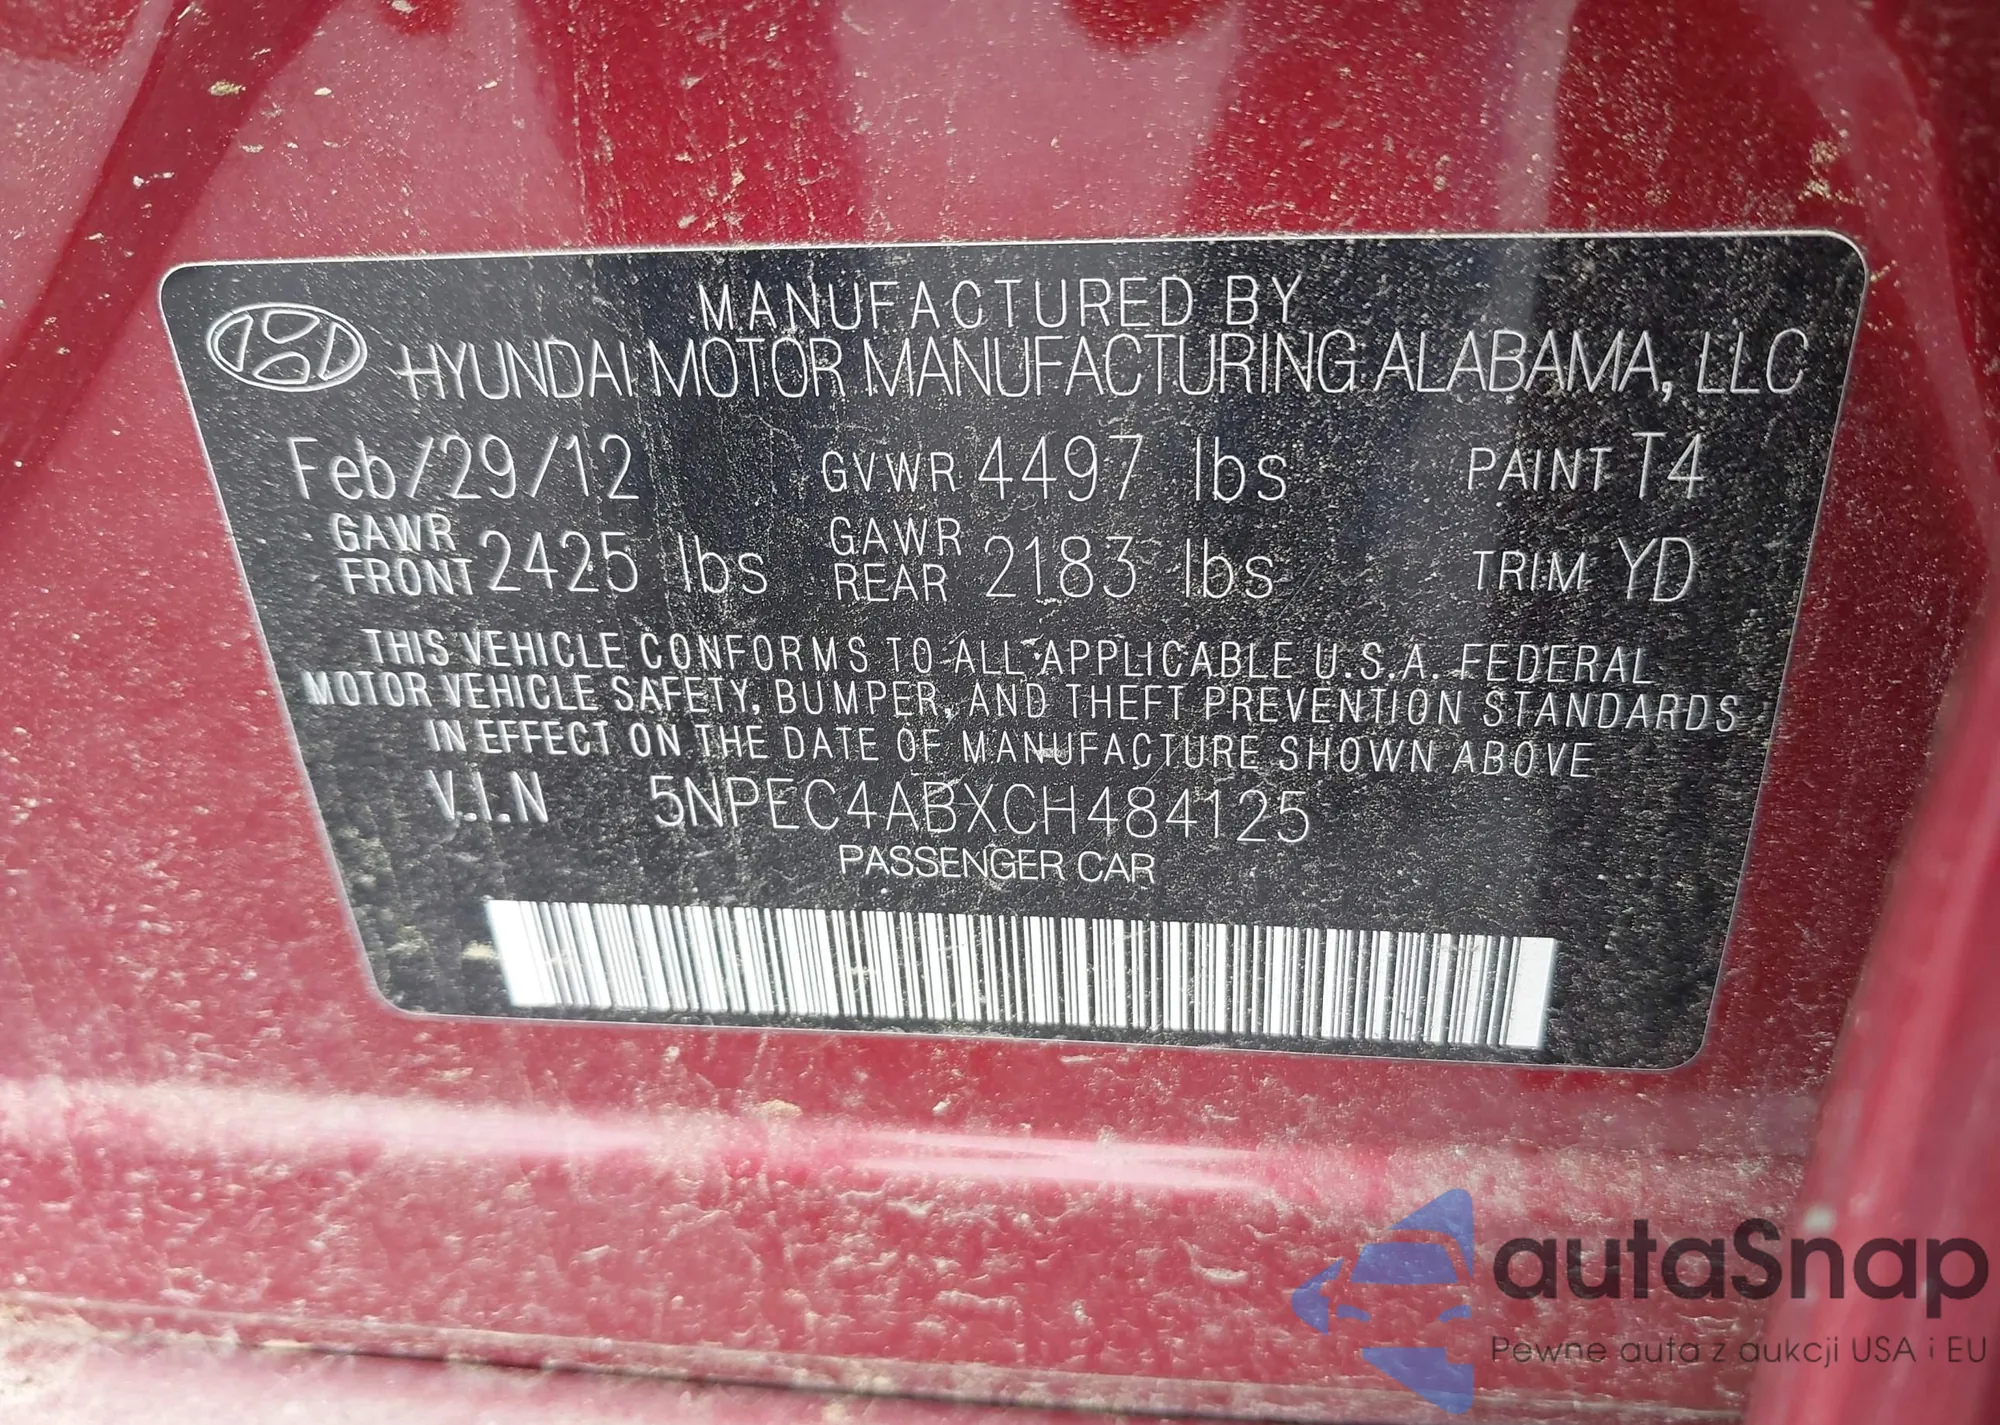 MANUFACTURED BY
HYUNDAI MOTOR MANUFACTURING ALABAMA, LLC
Feb/29/12 GVWR 4497 lbs PAINT T4
GAWR FRONT 2425 lbs GAWR REAR 2183 lbs TRIM YD
THIS VEHICLE CONFORMS TO ALL APPLICABLE U.S.A. FEDERAL
MOTOR VEHICLE SAFETY, BUMPER, AND THEFT PREVENTION STANDARDS
IN EFFECT ON THE DATE OF MANUFACTURE SHOWN ABOVE
V.I.N 5NPEC4ABXCH484125
PASSENGER CAR
autaSnap
Pewne auta z aukcji USA i EU